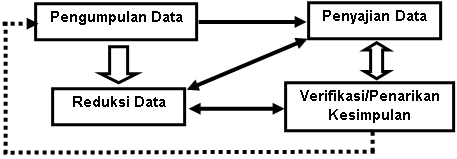 Pengumpulan Data
Penyajian Data
Reduksi Data
Verifikasi/Penarikan
Kesimpulan